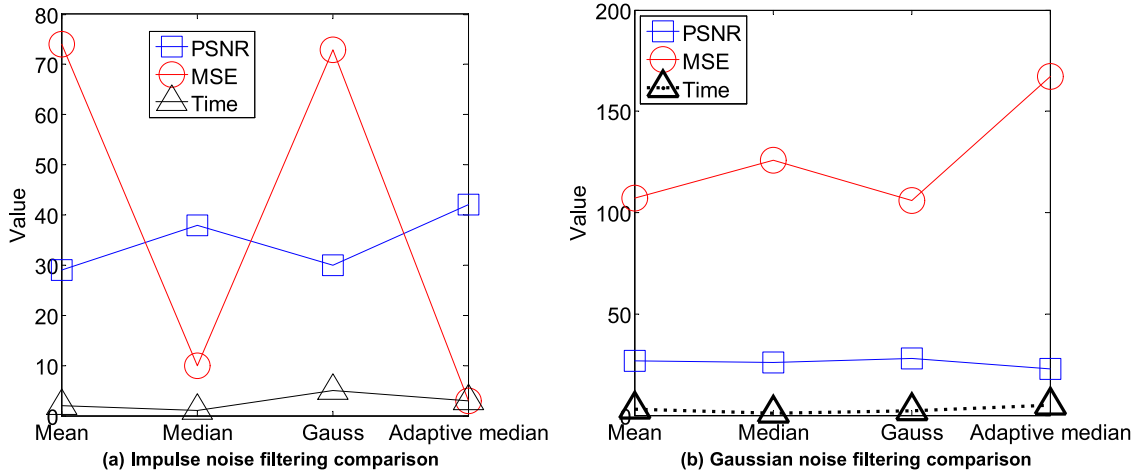 80
70
60
50
40
30
20
10
0
Value
PSNR
MSE
Time
Mean
Median
Gauss
Adaptive median
(a) Impulse noise filtering comparison
200
150
100
50
0
Value
PSNR
MSE
Time
Mean
Median
Gauss
Adaptive median
(b) Gaussian noise filtering comparison